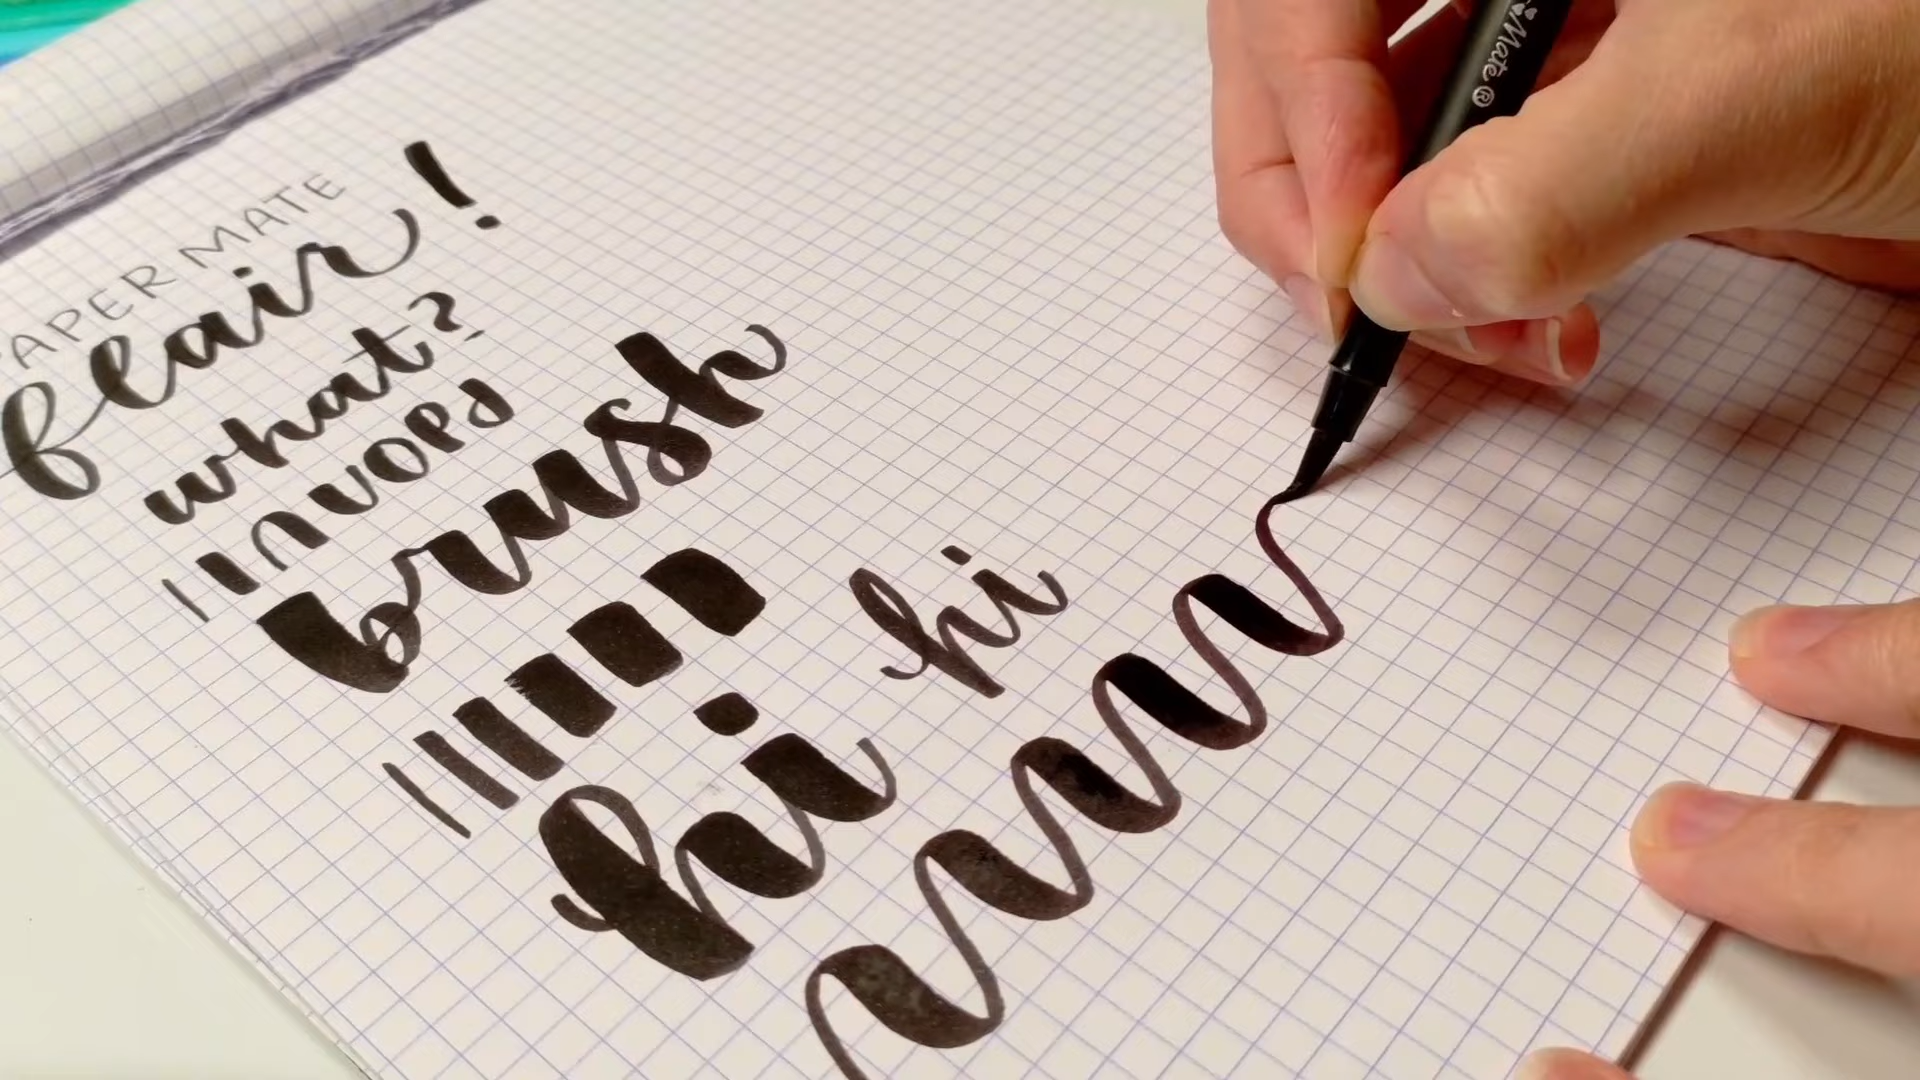 PAPER MATE
flair!
what?
brush
hi
hi
Mate®